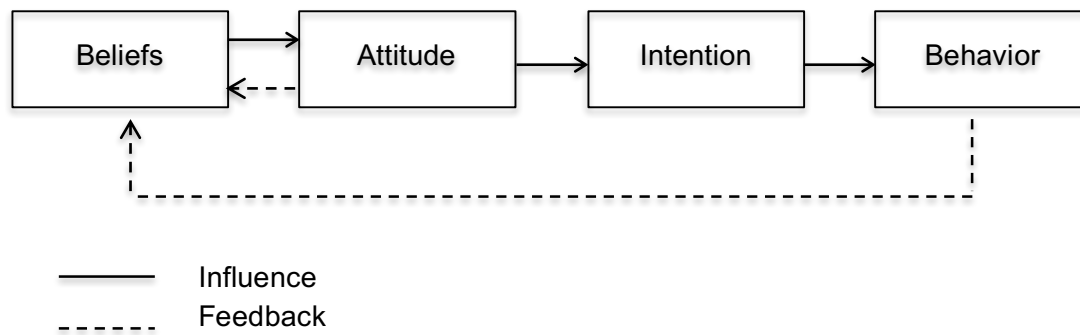 Beliefs
Attitude
Intention
Behavior
Influence
Feedback